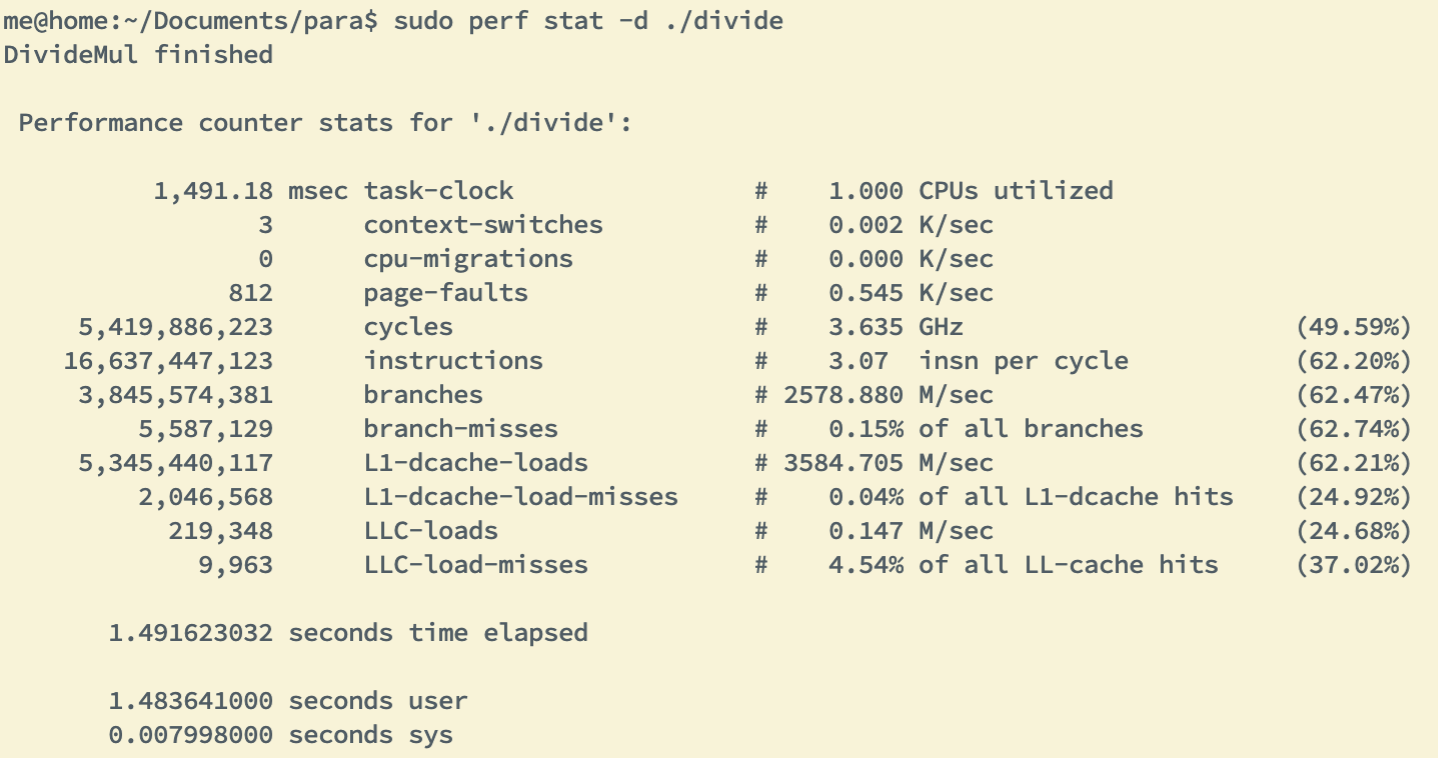 me@home:~/Documents/para$ sudo perf stat -d ./divide
DivideMul finished
Performance counter stats for './divide':
1,491.18 msec task-clock # 1.000 CPUs utilized
3 context-switches # 0.002 K/sec
0 cpu-migrations # 0.000 K/sec
812 page-faults # 0.545 K/sec
5,419,886,223 cycles # 3.635 GHz (49.59%)
16,637,447,123 instructions # 3.07 insn per cycle (62.20%)
3,845,574,381 branches # 2578.880 M/sec (62.47%)
5,587,129 branch-misses # 0.15% of all branches (62.74%)
5,345,440,117 L1-dcache-loads # 3584.705 M/sec (62.21%)
2,046,568 L1-dcache-load-misses # 0.04% of all L1-dcache hits (24.92%)
219,348 LLC-loads # 0.147 M/sec (24.68%)
9,963 LLC-load-misses # 4.54% of all LL-cache hits (37.02%)
1.491623032 seconds time elapsed
1.483641000 seconds user
0.007998000 seconds sys